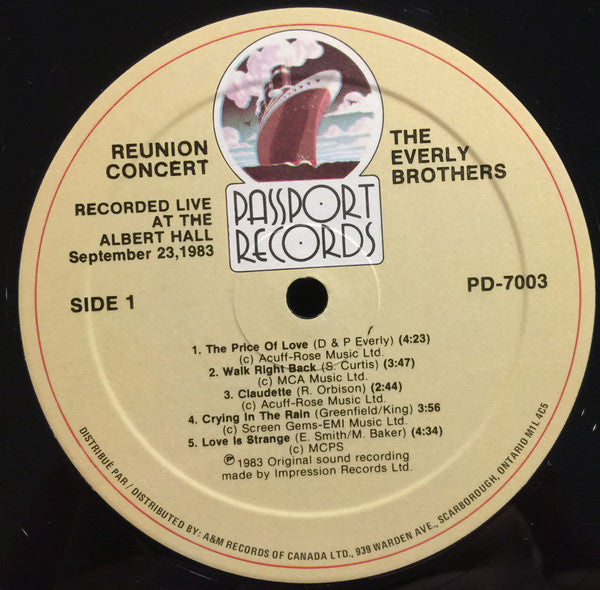 REUNION
CONCERT
RECORDED LIVE
AT THE
ALBERT HALL
September 23,1983
THE
EVERLY
BROTHERS
PASSPORT
RECORDS
SIDE 1
PD-7003
1. The Price Of Love (D & P Everly) (4:23)
(c) Acuff-Rose Music Ltd.
2. Walk Right Back (S. Curtis) (3:47)
(c) MCA Music Ltd.
3. Claudette (R. Orbison) (2:44)
(c) Acuff-Rose Music Ltd.
4. Crying In The Rain (Greenfield/King) 3:56
(c) Screen Gems-EMI Music Ltd.
5. Love Is Strange (E. Smith/M. Baker) (4:34)
(c) MCPS
℗ 1983 Original sound recording
made by Impression Records Ltd.
DISTRIBUÉ PAR / DISTRIBUTED BY: A&M RECORDS OF CANADA LTD., 939 WARDEN AVE., SCARBOROUGH, ONTARIO M1L 4C5